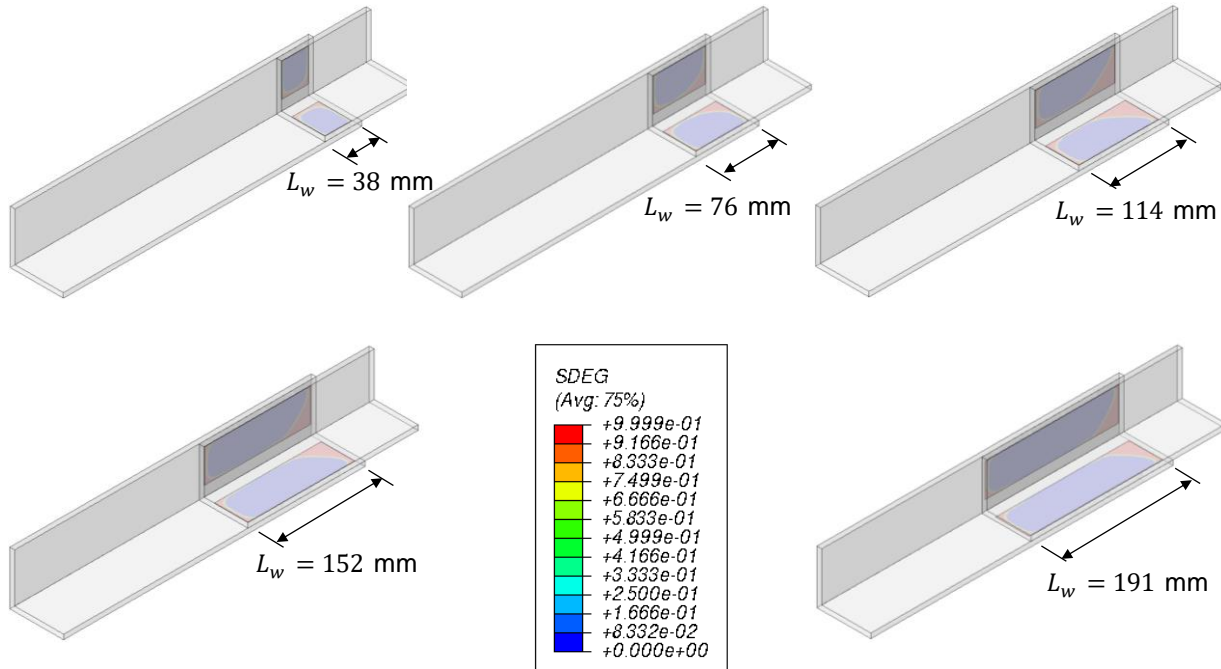 L_w = 38 mm
L_w = 76 mm
L_w = 114 mm
L_w = 152 mm
SDEG
(Avg: 75%)
+9.999e-01
+9.166e-01
+8.333e-01
+7.499e-01
+6.666e-01
+5.833e-01
+4.999e-01
+4.166e-01
+3.333e-01
+2.500e-01
+1.666e-01
+8.332e-02
+0.000e+00
L_w = 191 mm